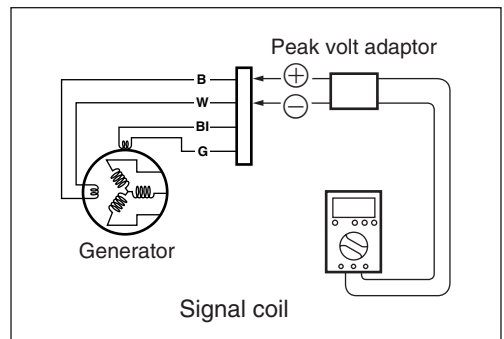 Peak volt adaptor
B
W
Bl
G
+
−
Generator
Signal coil